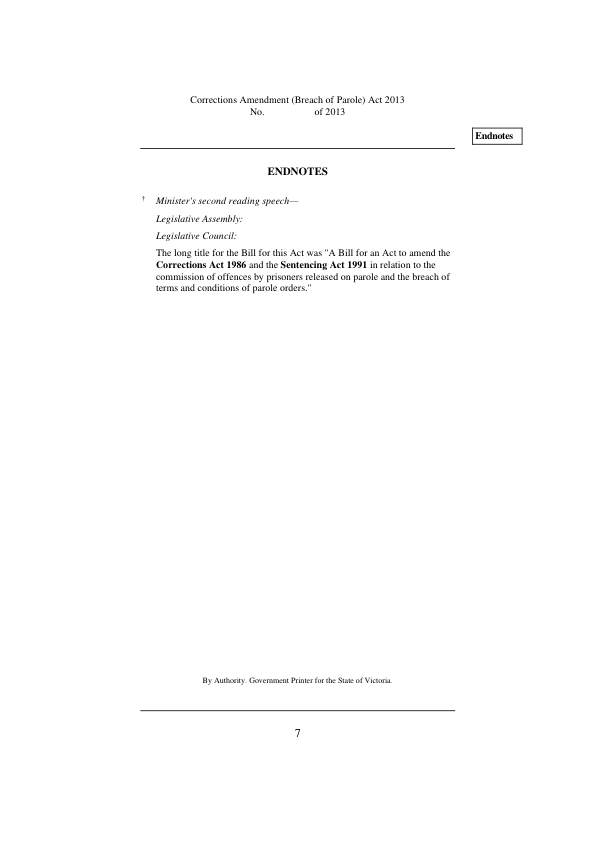 Corrections Amendment (Breach of Parole) Act 2013
No. of 2013
Endnotes
ENDNOTES
† Minister's second reading speech—
Legislative Assembly:
Legislative Council:
The long title for the Bill for this Act was "A Bill for an Act to amend the
Corrections Act 1986 and the Sentencing Act 1991 in relation to the
commission of offences by prisoners released on parole and the breach of
terms and conditions of parole orders."
By Authority. Government Printer for the State of Victoria.
7